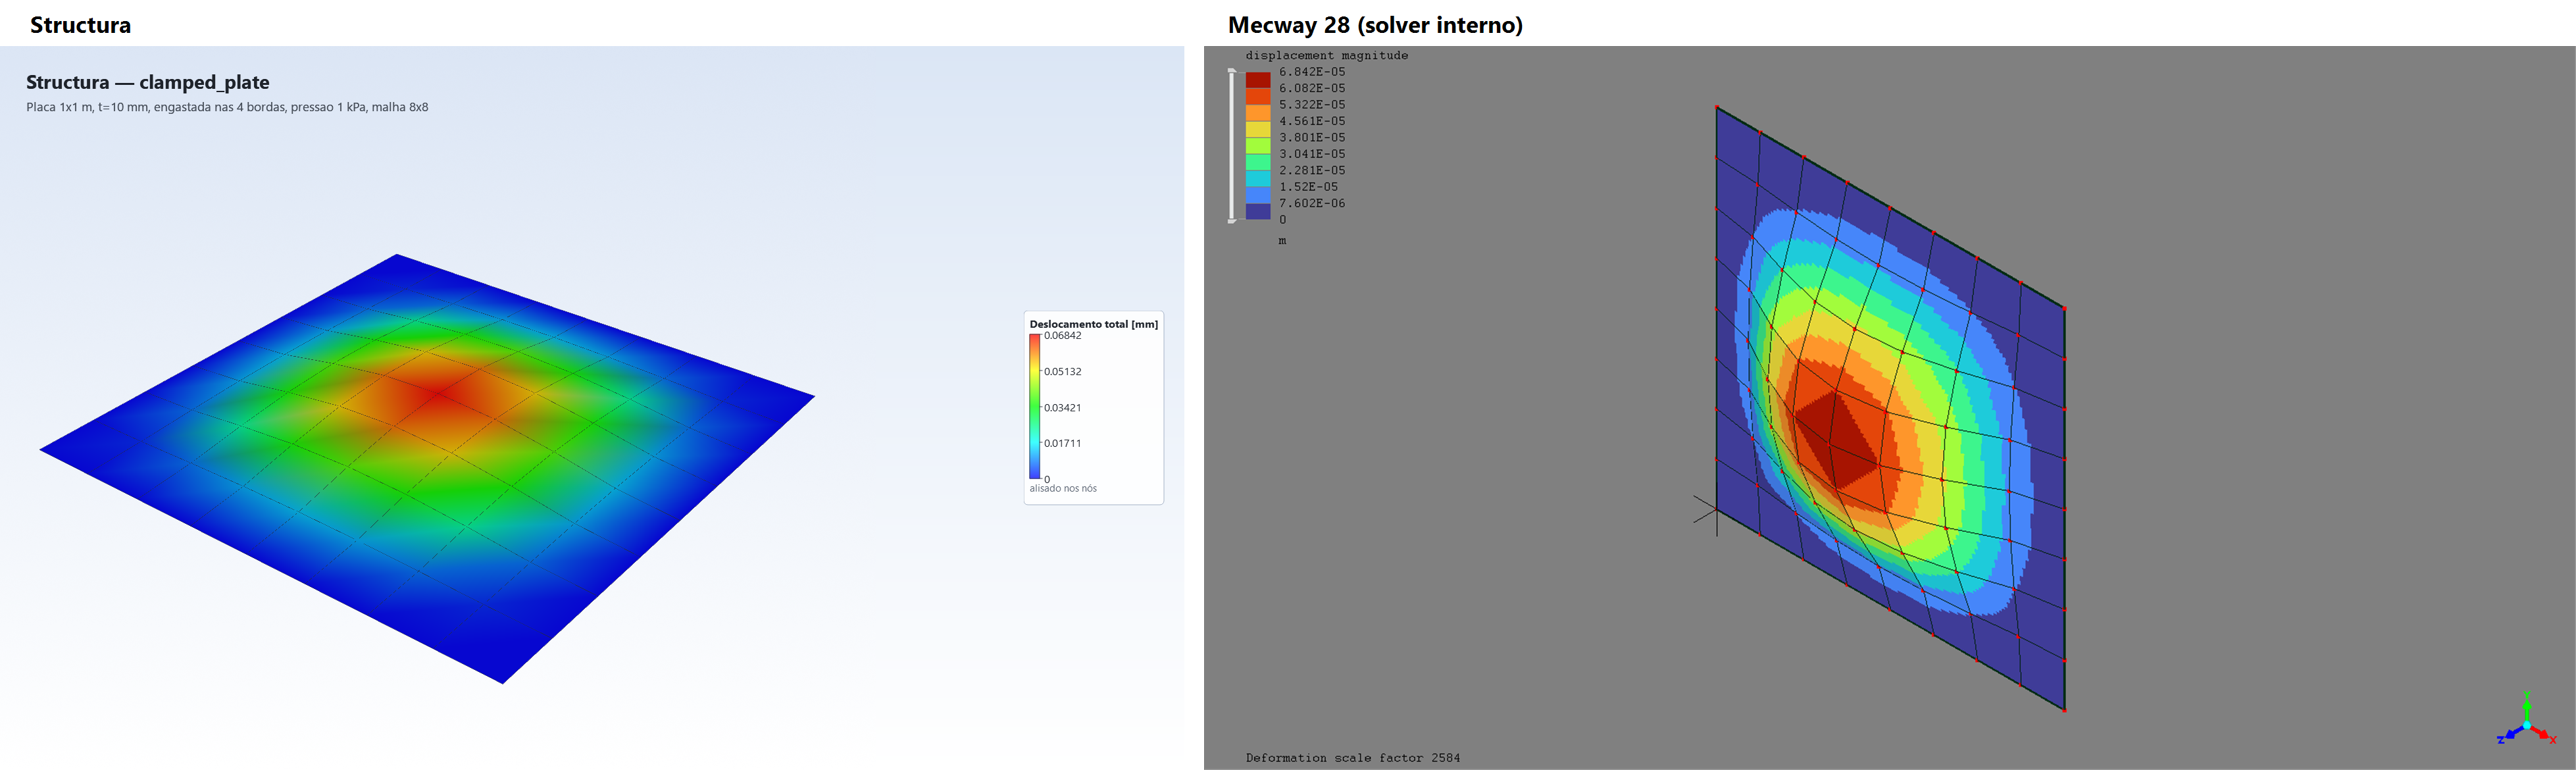 Structura
Structura — clamped_plate
Placa 1x1 m, t=10 mm, engastada nas 4 bordas, pressao 1 kPa, malha 8x8
Deslocamento total [mm]
0.06842
0.05132
0.03421
0.01711
0
alisado nos nós
Mecway 28 (solver interno)
displacement magnitude
6.842E-05
6.082E-05
5.322E-05
4.561E-05
3.801E-05
3.041E-05
2.281E-05
1.52E-05
7.602E-06
0
m
Deformation scale factor 2584
Y
Z
X